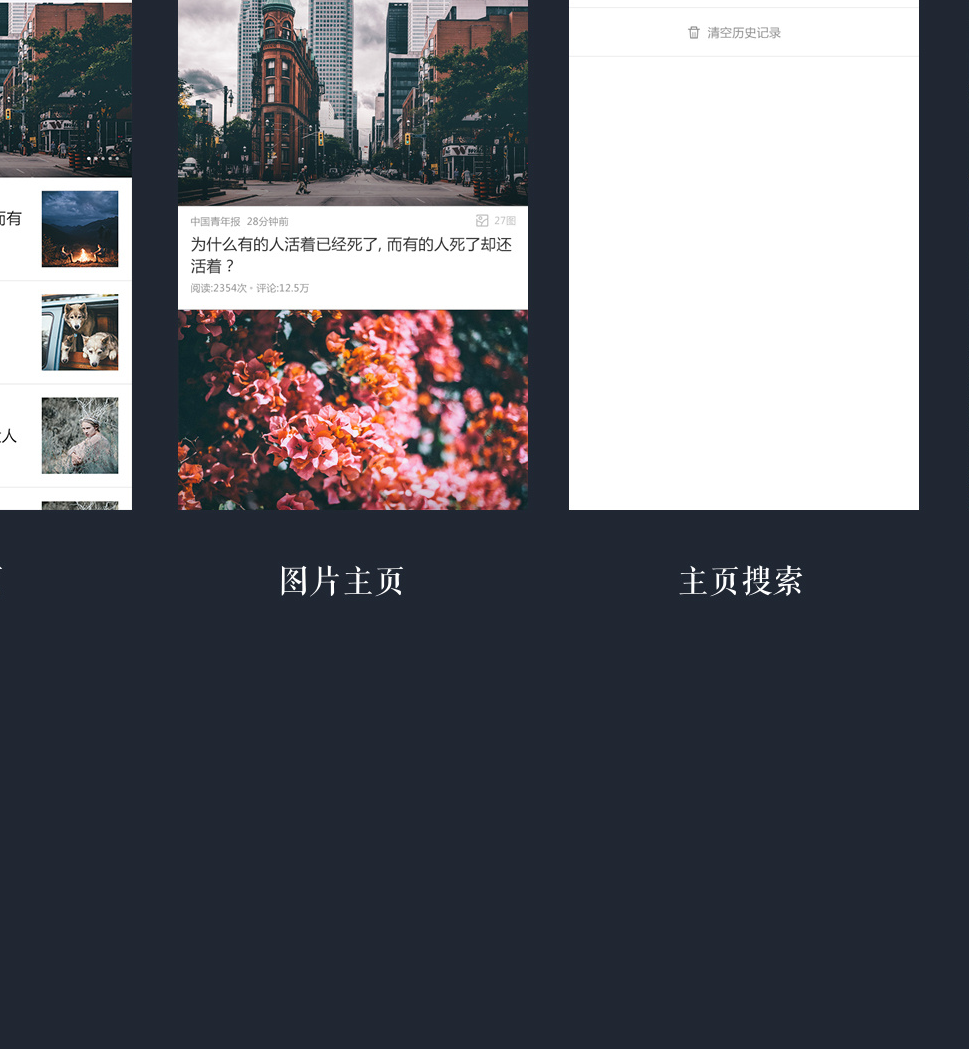 清空历史记录
而有
中国青年报 28分钟前
27图
为什么有的人活着已经死了, 而有的人死了却还
活着？
阅读:2354次 • 评论:12.5万
人
图片主页
主页搜索